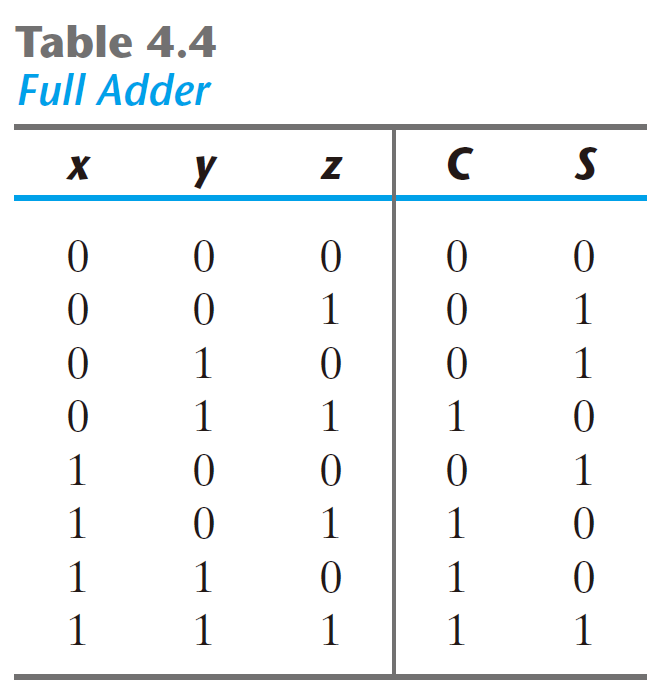 Table 4.4
Full Adder
x y z C S
0 0 0 0 0
0 0 1 0 1
0 1 0 0 1
0 1 1 1 0
1 0 0 0 1
1 0 1 1 0
1 1 0 1 0
1 1 1 1 1